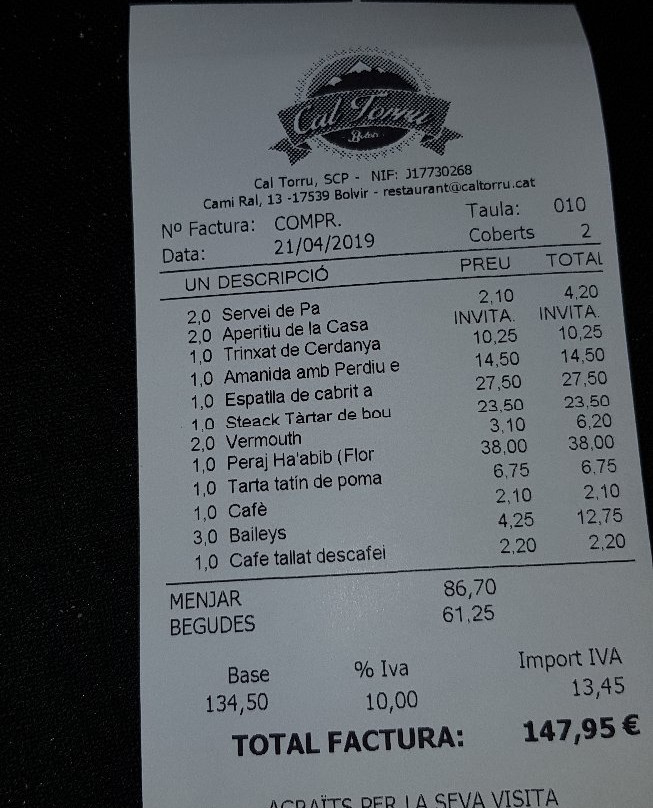 Cal Torru
Cal Torru, SCP - NIF: J17730268
Cami Ral, 13 -17539 Bolvir - restaurant@caltorru.cat
Nº Factura: COMPR. Taula: 010
Data: 21/04/2019 Coberts 2
UN DESCRIPCIÓ PREU TOTAL
2,0 Servei de Pa 2,10 4,20
2,0 Aperitiu de la Casa INVITA. INVITA.
1,0 Trinxat de Cerdanya 10,25 10,25
1,0 Amanida amb Perdiu e 14,50 14,50
1,0 Espatlla de cabrit a 27,50 27,50
1,0 Steack Tàrtar de bou 23,50 23,50
2,0 Vermouth 3,10 6,20
1,0 Peraj Ha'abib (Flor 38,00 38,00
1,0 Tarta tatín de poma 6,75 6,75
1,0 Cafè 2,10 2,10
3,0 Baileys 4,25 12,75
1,0 Cafe tallat descafei 2,20 2,20
MENJAR 86,70
BEGUDES 61,25
Base % Iva Import IVA
134,50 10,00 13,45
TOTAL FACTURA: 147,95 €
AGRAÏTS PER LA SEVA VISITA